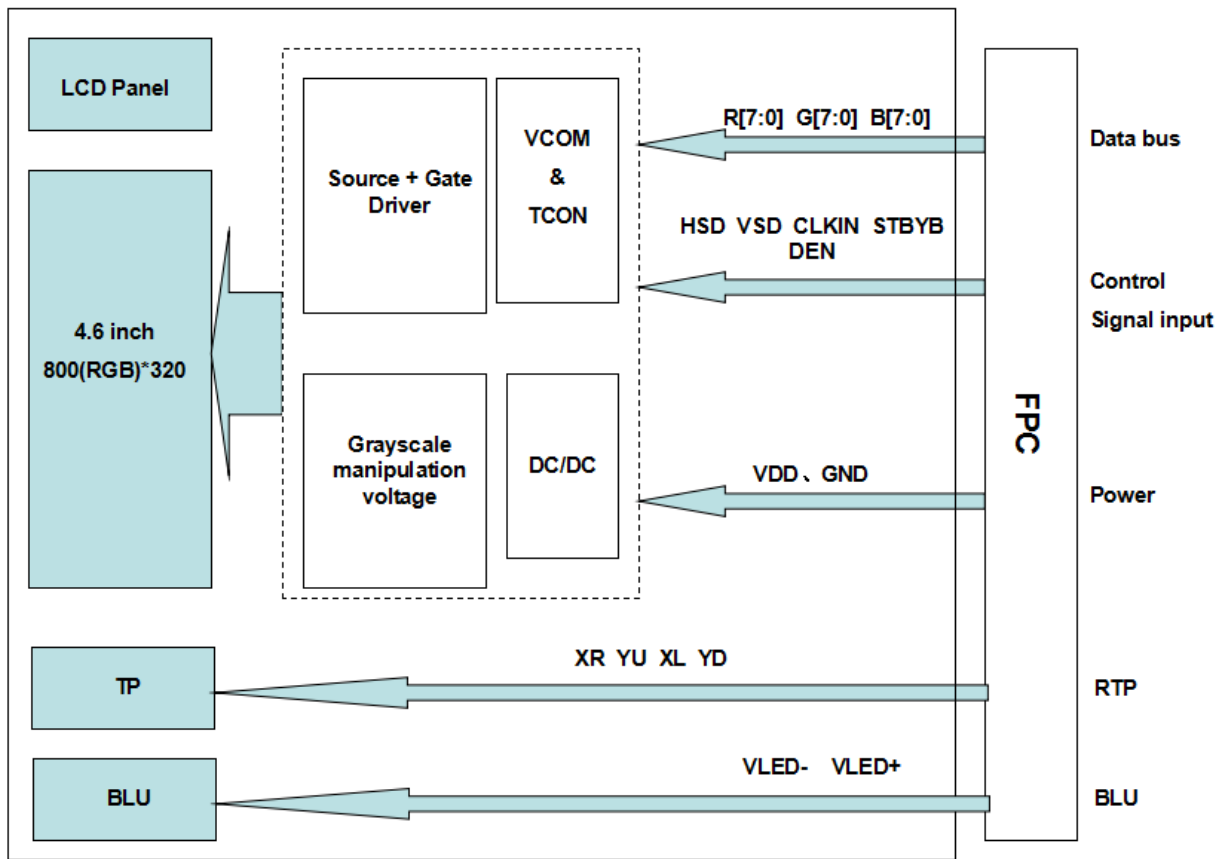 LCD Panel
4.6 inch
800(RGB)*320
Source + Gate
Driver
VCOM
&
TCON
Grayscale
manipulation
voltage
DC/DC
R[7:0] G[7:0] B[7:0]
HSD VSD CLKIN STBYB
DEN
VDD、GND
XR YU XL YD
VLED- VLED+
TP
BLU
FPC
Data bus
Control
Signal input
Power
RTP
BLU